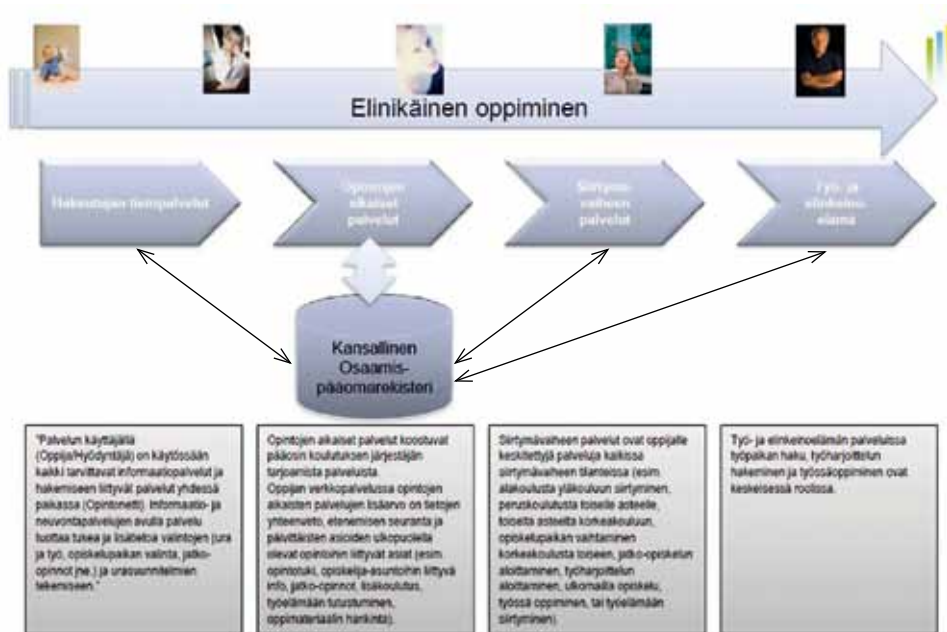 Elinikäinen oppiminen
Hakeutujan tietopalvelut
Opintojen
aikaiset
palvelut
Siirtymä-
vaiheen
palvelut
Työ- ja
elinkeino-
elämä
Kansallinen
Osaamis-
pääomarekisteri
"Palvelun käyttäjällä
(Oppija/Hyödyntäjä) on käytössään
kaikki tarvittavat informaatiopalvelut ja
hakemiseen liittyvät palvelut yhdessä
paikassa (Opintonetti). Informaatio- ja
neuvontapalvelujen avulla palvelu
tuottaa tukea ja lisätietoa valintojen (ura
ja työ, opiskelupaikan valinta, jatko-
opinnot jne.) ja urasuunnitelmien
tekemiseen."
Opintojen aikaiset palvelut koostuvat
pääosin koulutuksen järjestäjän
tarjoamista palveluista.
Oppijan verkkopalvelussa opintojen
aikaisten palvelujen lisäarvo on tietojen
yhteenveto, etenemisen seuranta ja
päivittäisten asioiden ulkopuolella
olevat opintoihin liittyvät asiat (esim.
opintotuki, opiskelija-asuntoihin liittyvä
info, jatko-opinnot, lisäkoulutus,
työelämään tutustuminen,
oppimateriaalin hankinta).
Siirtymävaiheen palvelut ovat oppijalle
keskitettyjä palveluja kaikissa
siirtymävaiheen tilanteissa (esim.
alakoulusta yläkouluun siirtyminen,
peruskoulutusta toiselle asteelle,
toiselta asteelta korkeakouluun,
opiskelupaikan vaihtaminen
korkeakoulusta toiseen, jatko-opiskelun
aloittaminen, työharjoittelun
aloittaminen, ulkomailla opiskelu,
työssä oppiminen, tai työelämään
siirtyminen).
Työ- ja elinkeinoelämän palveluissa
työpaikan haku, työharjoittelun
hakeminen ja työssäoppiminen ovat
keskeisessä roolissa.